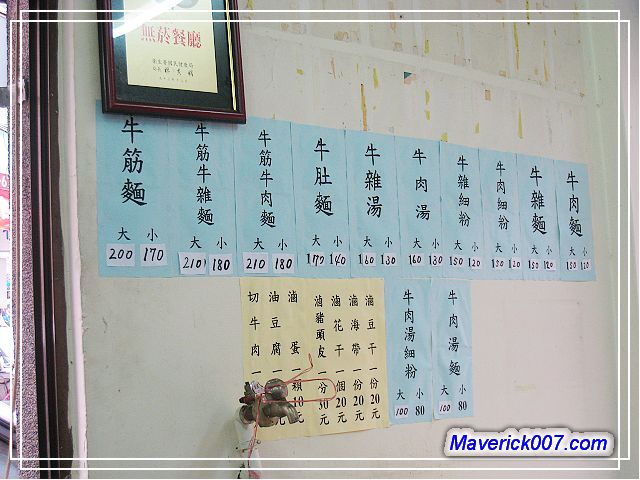 無菸餐廳
牛肉麵 大 150 小 120
牛雜麵 大 150 小 120
牛肉細粉 大 150 小 120
牛雜細粉 大 150 小 120
牛肉湯 大 160 小 130
牛雜湯 大 160 小 130
牛肚麵 大 170 小 140
牛筋牛肉麵 大 210 小 180
牛筋牛雜麵 大 210 小 180
牛筋麵 大 200 小 170
牛肉湯麵 大 100 小 80
牛肉湯細粉 大 100 小 80
滷豆干一份20元
滷海帶一份20元
滷花干一個20元
滷豬頭皮一份30元
滷蛋一顆10元
油豆腐一
切牛肉一
Maverick007.com